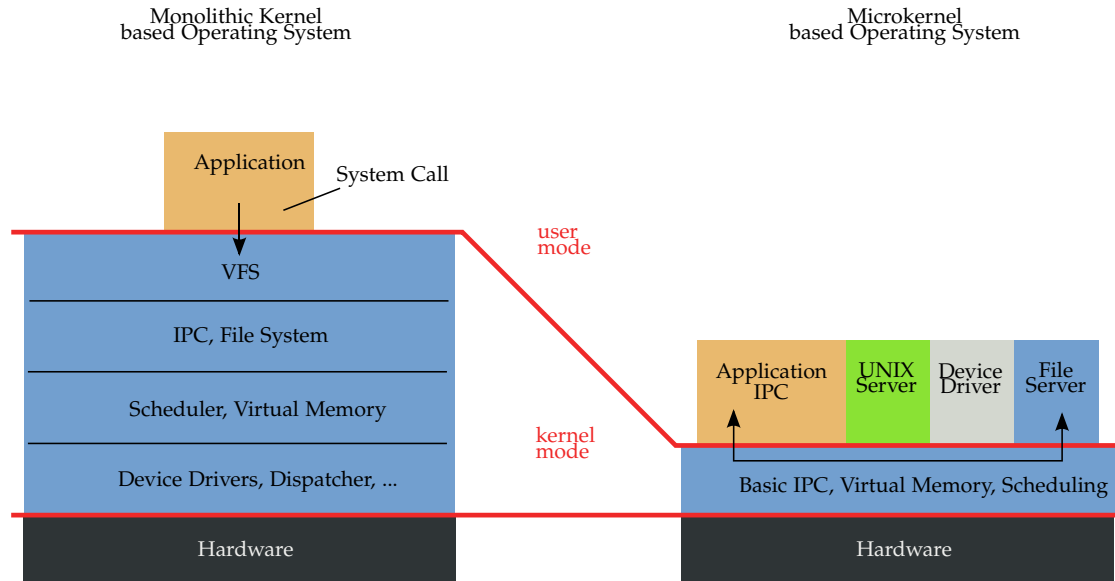 Monolithic Kernel
based Operating System
Microkernel
based Operating System
Application
System Call
user
mode
VFS
IPC, File System
Scheduler, Virtual Memory
Device Drivers, Dispatcher, ...
Hardware
kernel
mode
Application
IPC
UNIX
Server
Device
Driver
File
Server
Basic IPC, Virtual Memory, Scheduling
Hardware